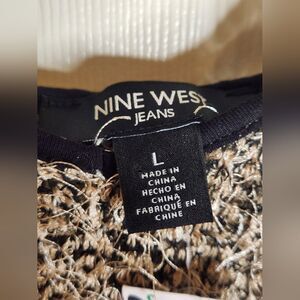 NINE WEST
JEANS
L
MADE IN
CHINA
HECHO EN
CHINA
FABRIQUÉ EN
CHINE